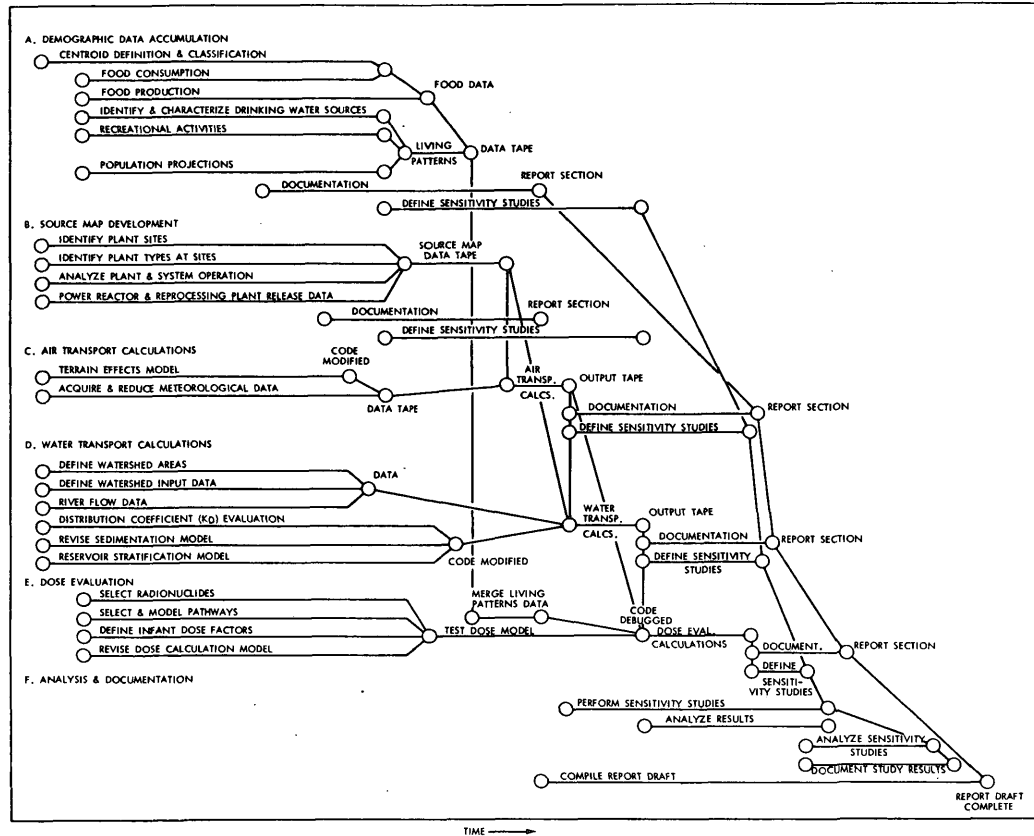 A. DEMOGRAPHIC DATA ACCUMULATION
CENTROID DEFINITION & CLASSIFICATION
FOOD CONSUMPTION
FOOD DATA
FOOD PRODUCTION
IDENTIFY & CHARACTERIZE DRINKING WATER SOURCES
RECREATIONAL ACTIVITIES
LIVING
PATTERNS
DATA TAPE
POPULATION PROJECTIONS
DOCUMENTATION
REPORT SECTION
DEFINE SENSITIVITY STUDIES
B. SOURCE MAP DEVELOPMENT
IDENTIFY PLANT SITES
SOURCE MAP
DATA TAPE
IDENTIFY PLANT TYPES AT SITES
ANALYZE PLANT & SYSTEM OPERATION
POWER REACTOR & REPROCESSING PLANT RELEASE DATA
DOCUMENTATION
REPORT SECTION
DEFINE SENSITIVITY STUDIES
C. AIR TRANSPORT CALCULATIONS
CODE
MODIFIED
TERRAIN EFFECTS MODEL
ACQUIRE & REDUCE METEOROLOGICAL DATA
DATA TAPE
AIR
TRANSP.
CALCS.
OUTPUT TAPE
DOCUMENTATION
REPORT SECTION
DEFINE SENSITIVITY STUDIES
D. WATER TRANSPORT CALCULATIONS
DEFINE WATERSHED AREAS
DATA
DEFINE WATERSHED INPUT DATA
RIVER FLOW DATA
DISTRIBUTION COEFFICIENT (KD) EVALUATION
REVISE SEDIMENTATION MODEL
RESERVOIR STRATIFICATION MODEL
CODE MODIFIED
WATER
TRANSP.
CALCS.
OUTPUT TAPE
DOCUMENTATION
REPORT SECTION
DEFINE SENSITIVITY
STUDIES
E. DOSE EVALUATION
SELECT RADIONUCLIDES
SELECT & MODEL PATHWAYS
DEFINE INFANT DOSE FACTORS
REVISE DOSE CALCULATION MODEL
MERGE LIVING
PATTERNS DATA
TEST DOSE MODEL
CODE
DEBUGGED
DOSE EVAL.
CALCULATIONS
DOCUMENT.
REPORT SECTION
DEFINE
SENSITI-
VITY STUDIES
F. ANALYSIS & DOCUMENTATION
PERFORM SENSITIVITY STUDIES
ANALYZE RESULTS
ANALYZE SENSITIVITY
STUDIES
DOCUMENT STUDY RESULTS
COMPILE REPORT DRAFT
REPORT DRAFT
COMPLETE
TIME